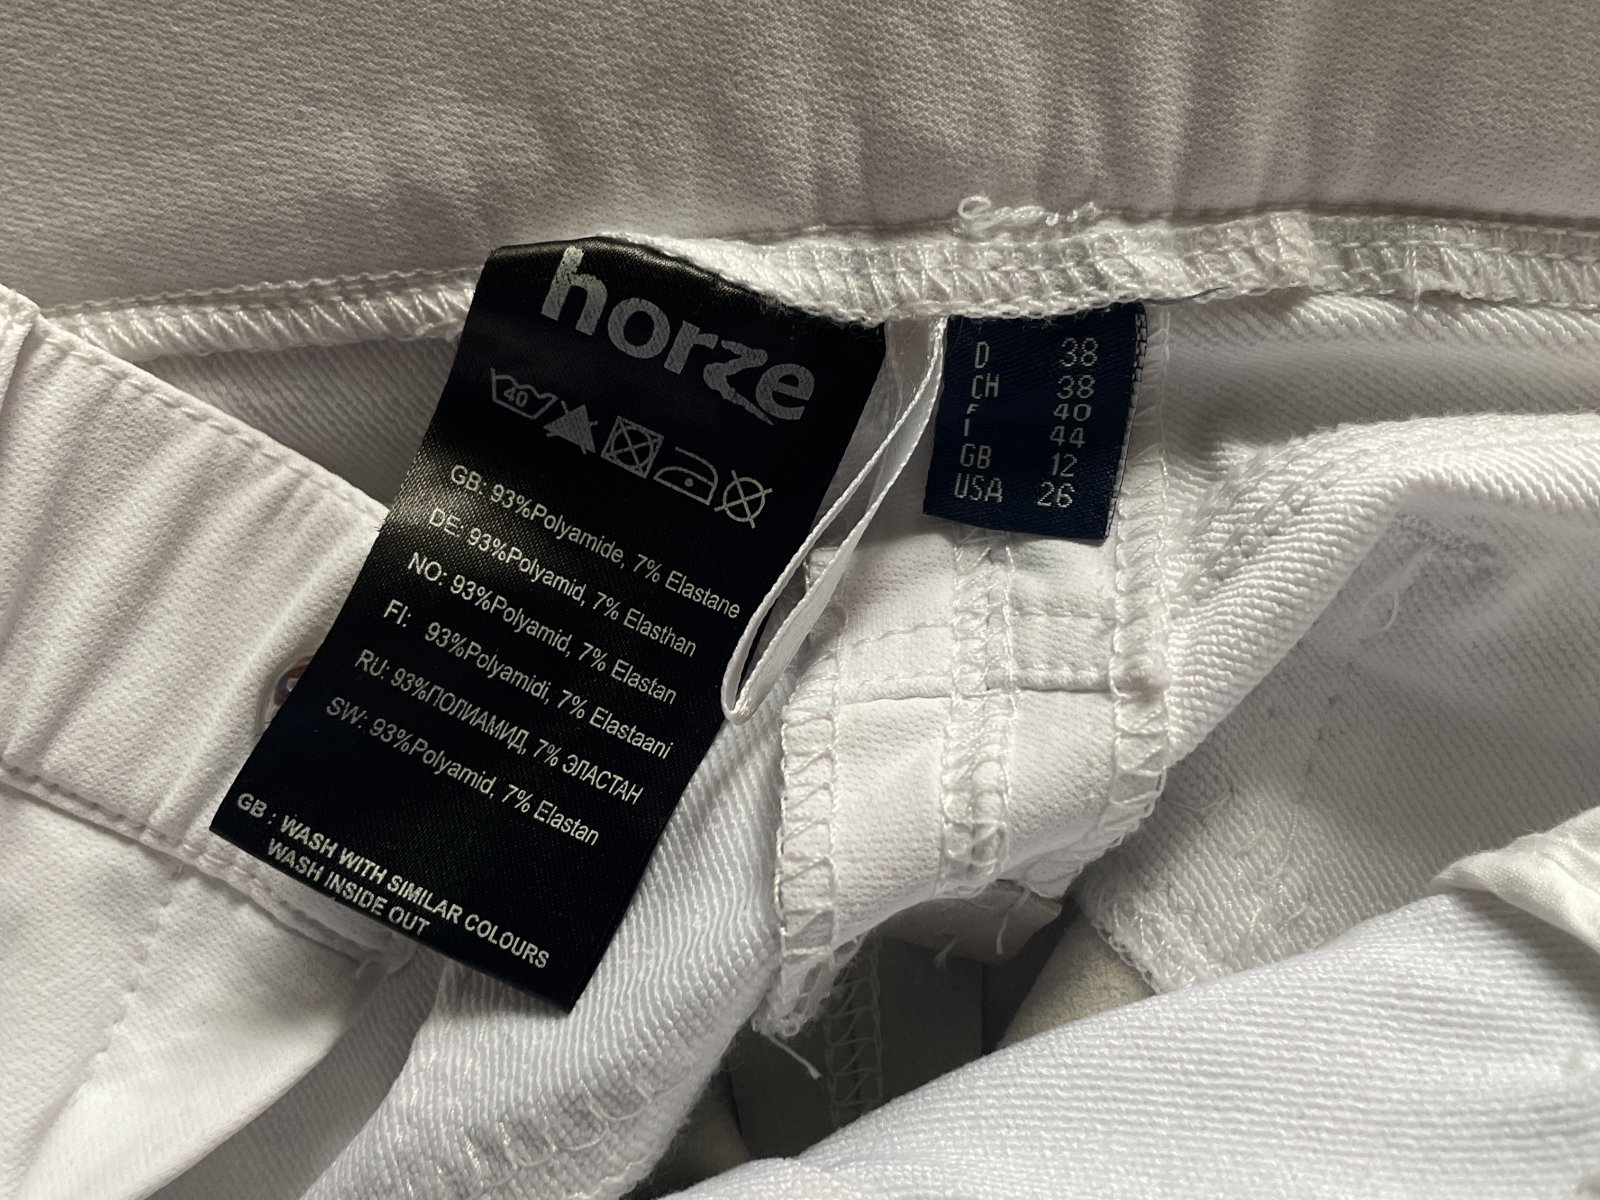 horze
40
GB: 93%Polyamide, 7% Elastane
DE: 93%Polyamid, 7% Elasthan
NO: 93%Polyamid, 7% Elastan
FI: 93%Polyamidi, 7% Elastaani
RU: 93%ПОЛИАМИД, 7% ЭЛАСТАН
SW: 93%Polyamid, 7% Elastan
GB : WASH WITH SIMILAR COLOURS
WASH INSIDE OUT
D 38
CH 38
F 40
I 44
GB 12
USA 26